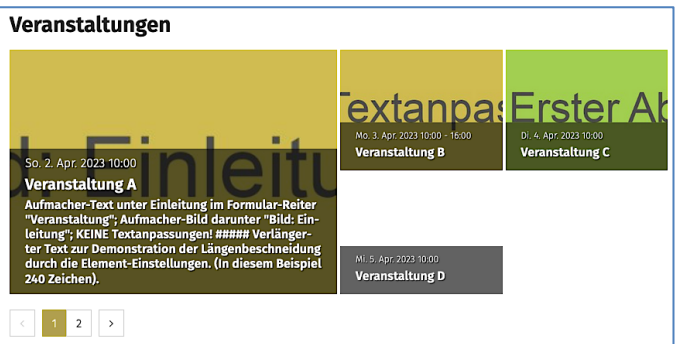 Veranstaltungen
d: Einleitu
So. 2. Apr. 2023 10:00
Veranstaltung A
Aufmacher-Text unter Einleitung im Formular-Reiter
"Veranstaltung"; Aufmacher-Bild darunter "Bild: Ein-
leitung"; KEINE Textanpassungen! ##### Verlänger-
ter Text zur Demonstration der Längenbeschneidung
durch die Element-Einstellungen. (In diesem Beispiel
240 Zeichen).
Textanpas
Mo. 3. Apr. 2023 10:00 - 16:00
Veranstaltung B
Erster Ab
Di. 4. Apr. 2023 10:00
Veranstaltung C
Mi. 5. Apr. 2023 10:00
Veranstaltung D
< 1 2 >